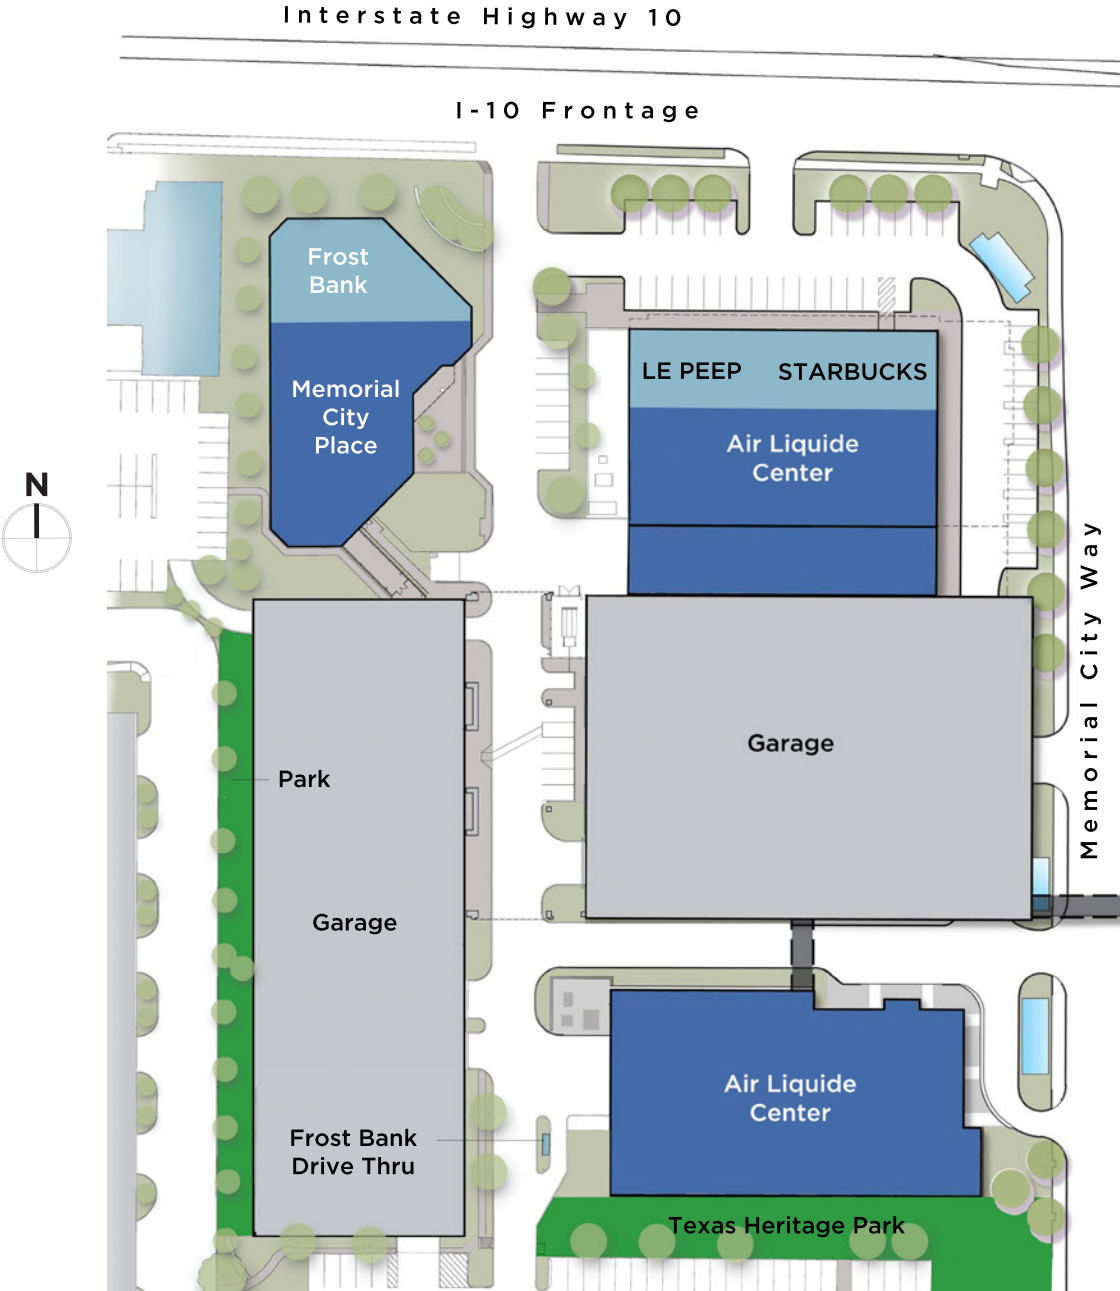 Interstate Highway 10
I-10 Frontage
Frost
Bank
LE PEEP STARBUCKS
Memorial
City
Place
Air Liquide
Center
N
Memorial City Way
Garage
Park
Garage
Air Liquide
Center
Frost Bank
Drive Thru
Texas Heritage Park